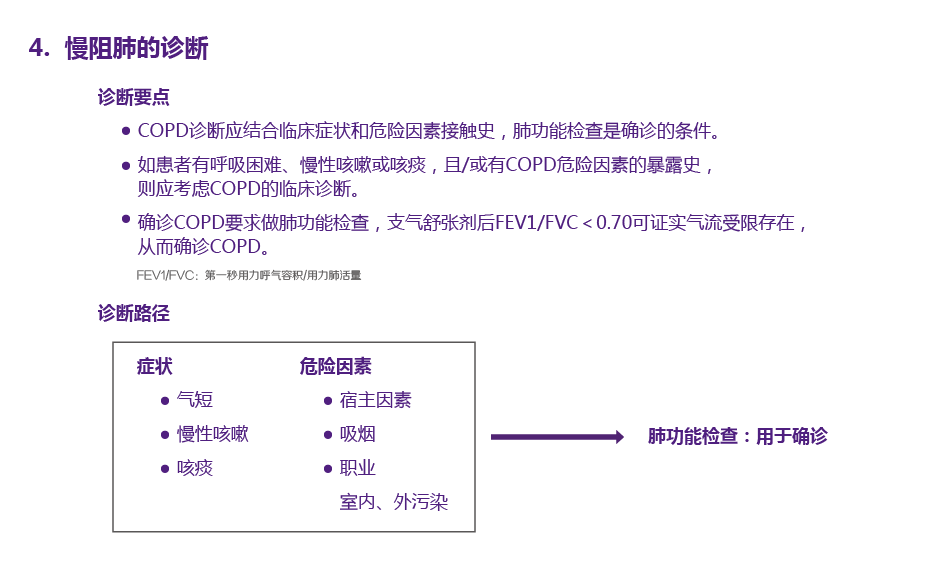 4. 慢阻肺的诊断
诊断要点
● COPD诊断应结合临床症状和危险因素接触史，肺功能检查是确诊的条件。
● 如患者有呼吸困难、慢性咳嗽或咳痰，且/或有COPD危险因素的暴露史，
则应考虑COPD的临床诊断。
● 确诊COPD要求做肺功能检查，支气舒张剂后FEV1/FVC＜0.70可证实气流受限存在，
从而确诊COPD。
FEV1/FVC：第一秒用力呼气容积/用力肺活量
诊断路径
症状 危险因素
● 气短 ● 宿主因素
● 慢性咳嗽 ● 吸烟
● 咳痰 ● 职业
室内、外污染
肺功能检查：用于确诊